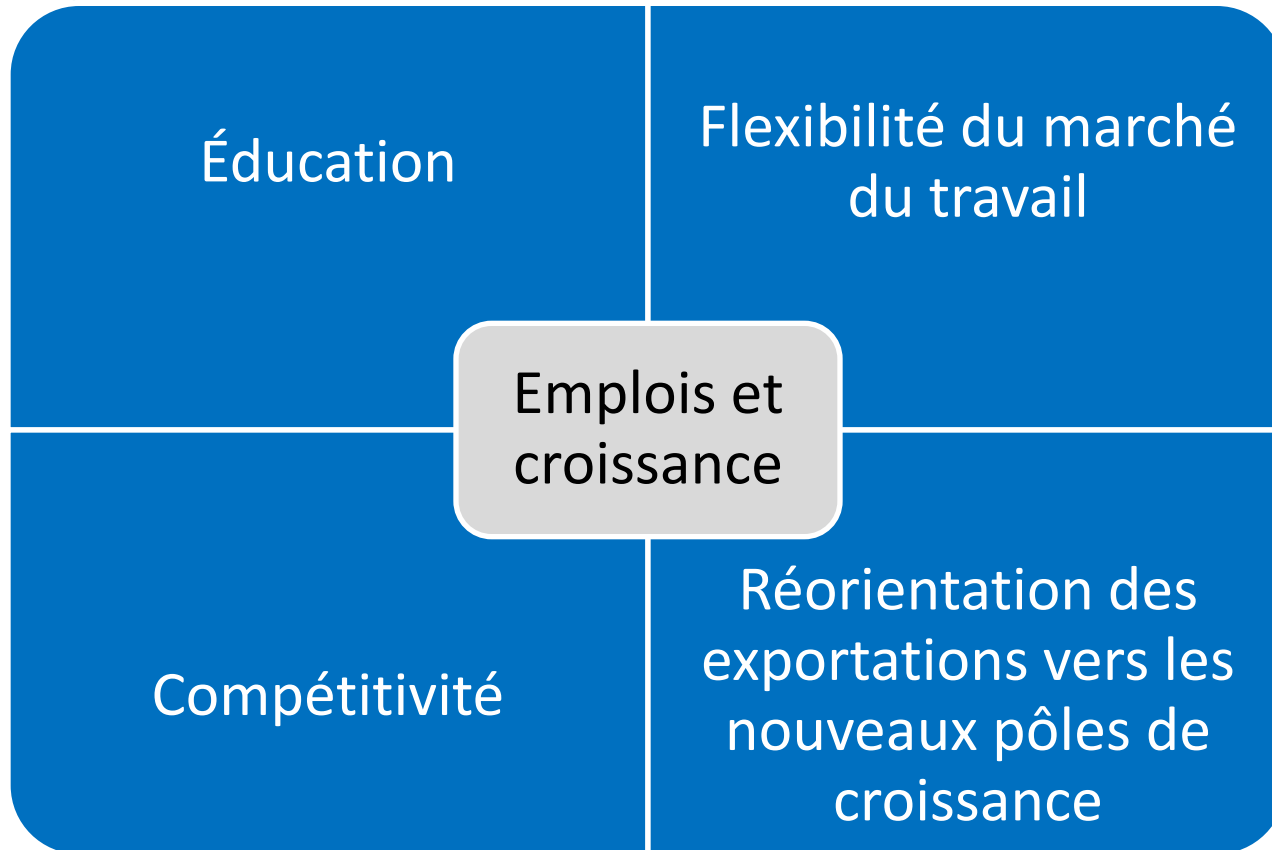 Éducation
Flexibilité du marché
du travail
Emplois et
croissance
Compétitivité
Réorientation des
exportations vers les
nouveaux pôles de
croissance